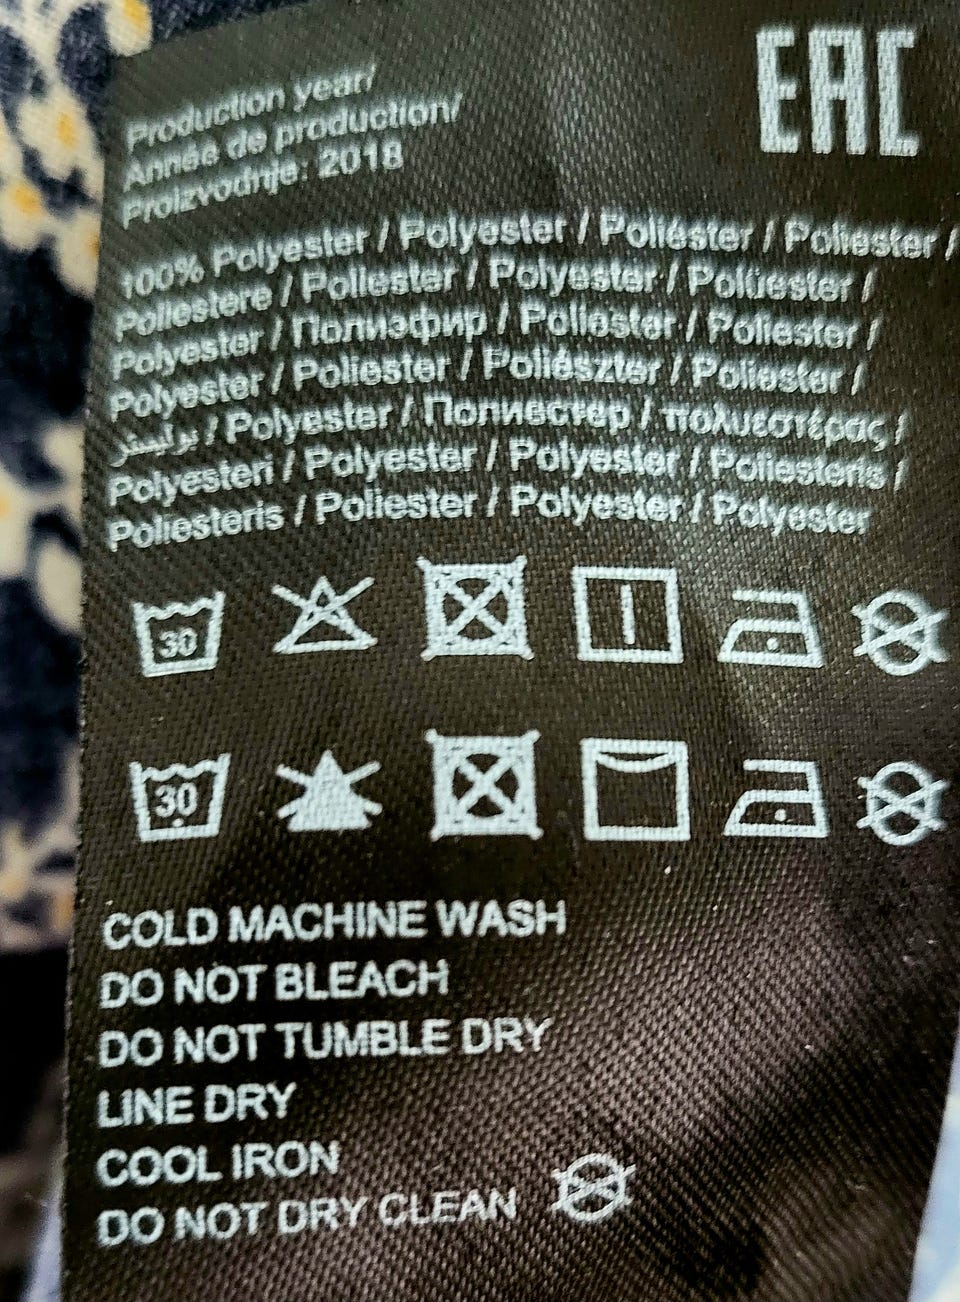 EAC
Production year/
Année de production/
Proizvodnje: 2018
100% Polyester / Polyester / Poliéster / Poliester /
Poliestere / Poliester / Polyester / Poliüester /
Polyester / Полиэфир / Poliester / Poliester /
Polyester / Poliester / Poliészter / Poliester /
بوليستر / Polyester / Полиестер / πολυεστέρας /
Polyesteri / Polyester / Polyester / Poliesteris /
Poliesteris / Poliester / Polyester / Polyester
30
30
COLD MACHINE WASH
DO NOT BLEACH
DO NOT TUMBLE DRY
LINE DRY
COOL IRON
DO NOT DRY CLEAN